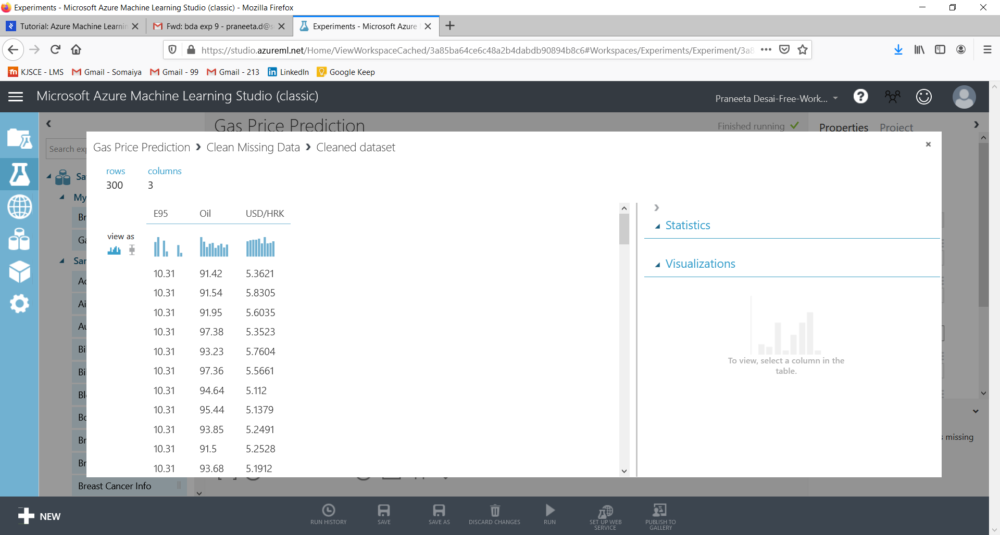 Experiments - Microsoft Azure Machine Learning Studio (classic) - Mozilla Firefox
Tutorial: Azure Machine Learnin
Fwd: bda exp 9 - praneeta.d@s
Experiments - Microsoft Azure
https://studio.azureml.net/Home/ViewWorkspaceCached/3a85ba64ce6c48a2b4dabdb90894b8c6#Workspaces/Experiments/Experiment/3a8
KJSCE - LMS
Gmail - Somaiya
Gmail - 99
Gmail - 213
LinkedIn
Google Keep
Microsoft Azure Machine Learning Studio (classic)
Praneeta Desai-Free-Work...
Gas Price Prediction
Finished running
Properties Project
Search exp
Gas Price Prediction > Clean Missing Data > Cleaned dataset
rows columns
300 3
E95 Oil USD/HRK
view as
10.31 91.42 5.3621
10.31 91.54 5.8305
10.31 91.95 5.6035
10.31 97.38 5.3523
10.31 93.23 5.7604
10.31 97.36 5.5661
10.31 94.64 5.112
10.31 95.44 5.1379
10.31 93.85 5.2491
10.31 91.5 5.2528
10.31 93.68 5.1912
Statistics
Visualizations
To view, select a column in the
table.
My
Br
Ga
Ai
Bi
Bi
Br
Br
Breast Cancer Info
missing
NEW
RUN HISTORY
SAVE
SAVE AS
DISCARD CHANGES
RUN
SET UP WEB
SERVICE
PUBLISH TO
GALLERY